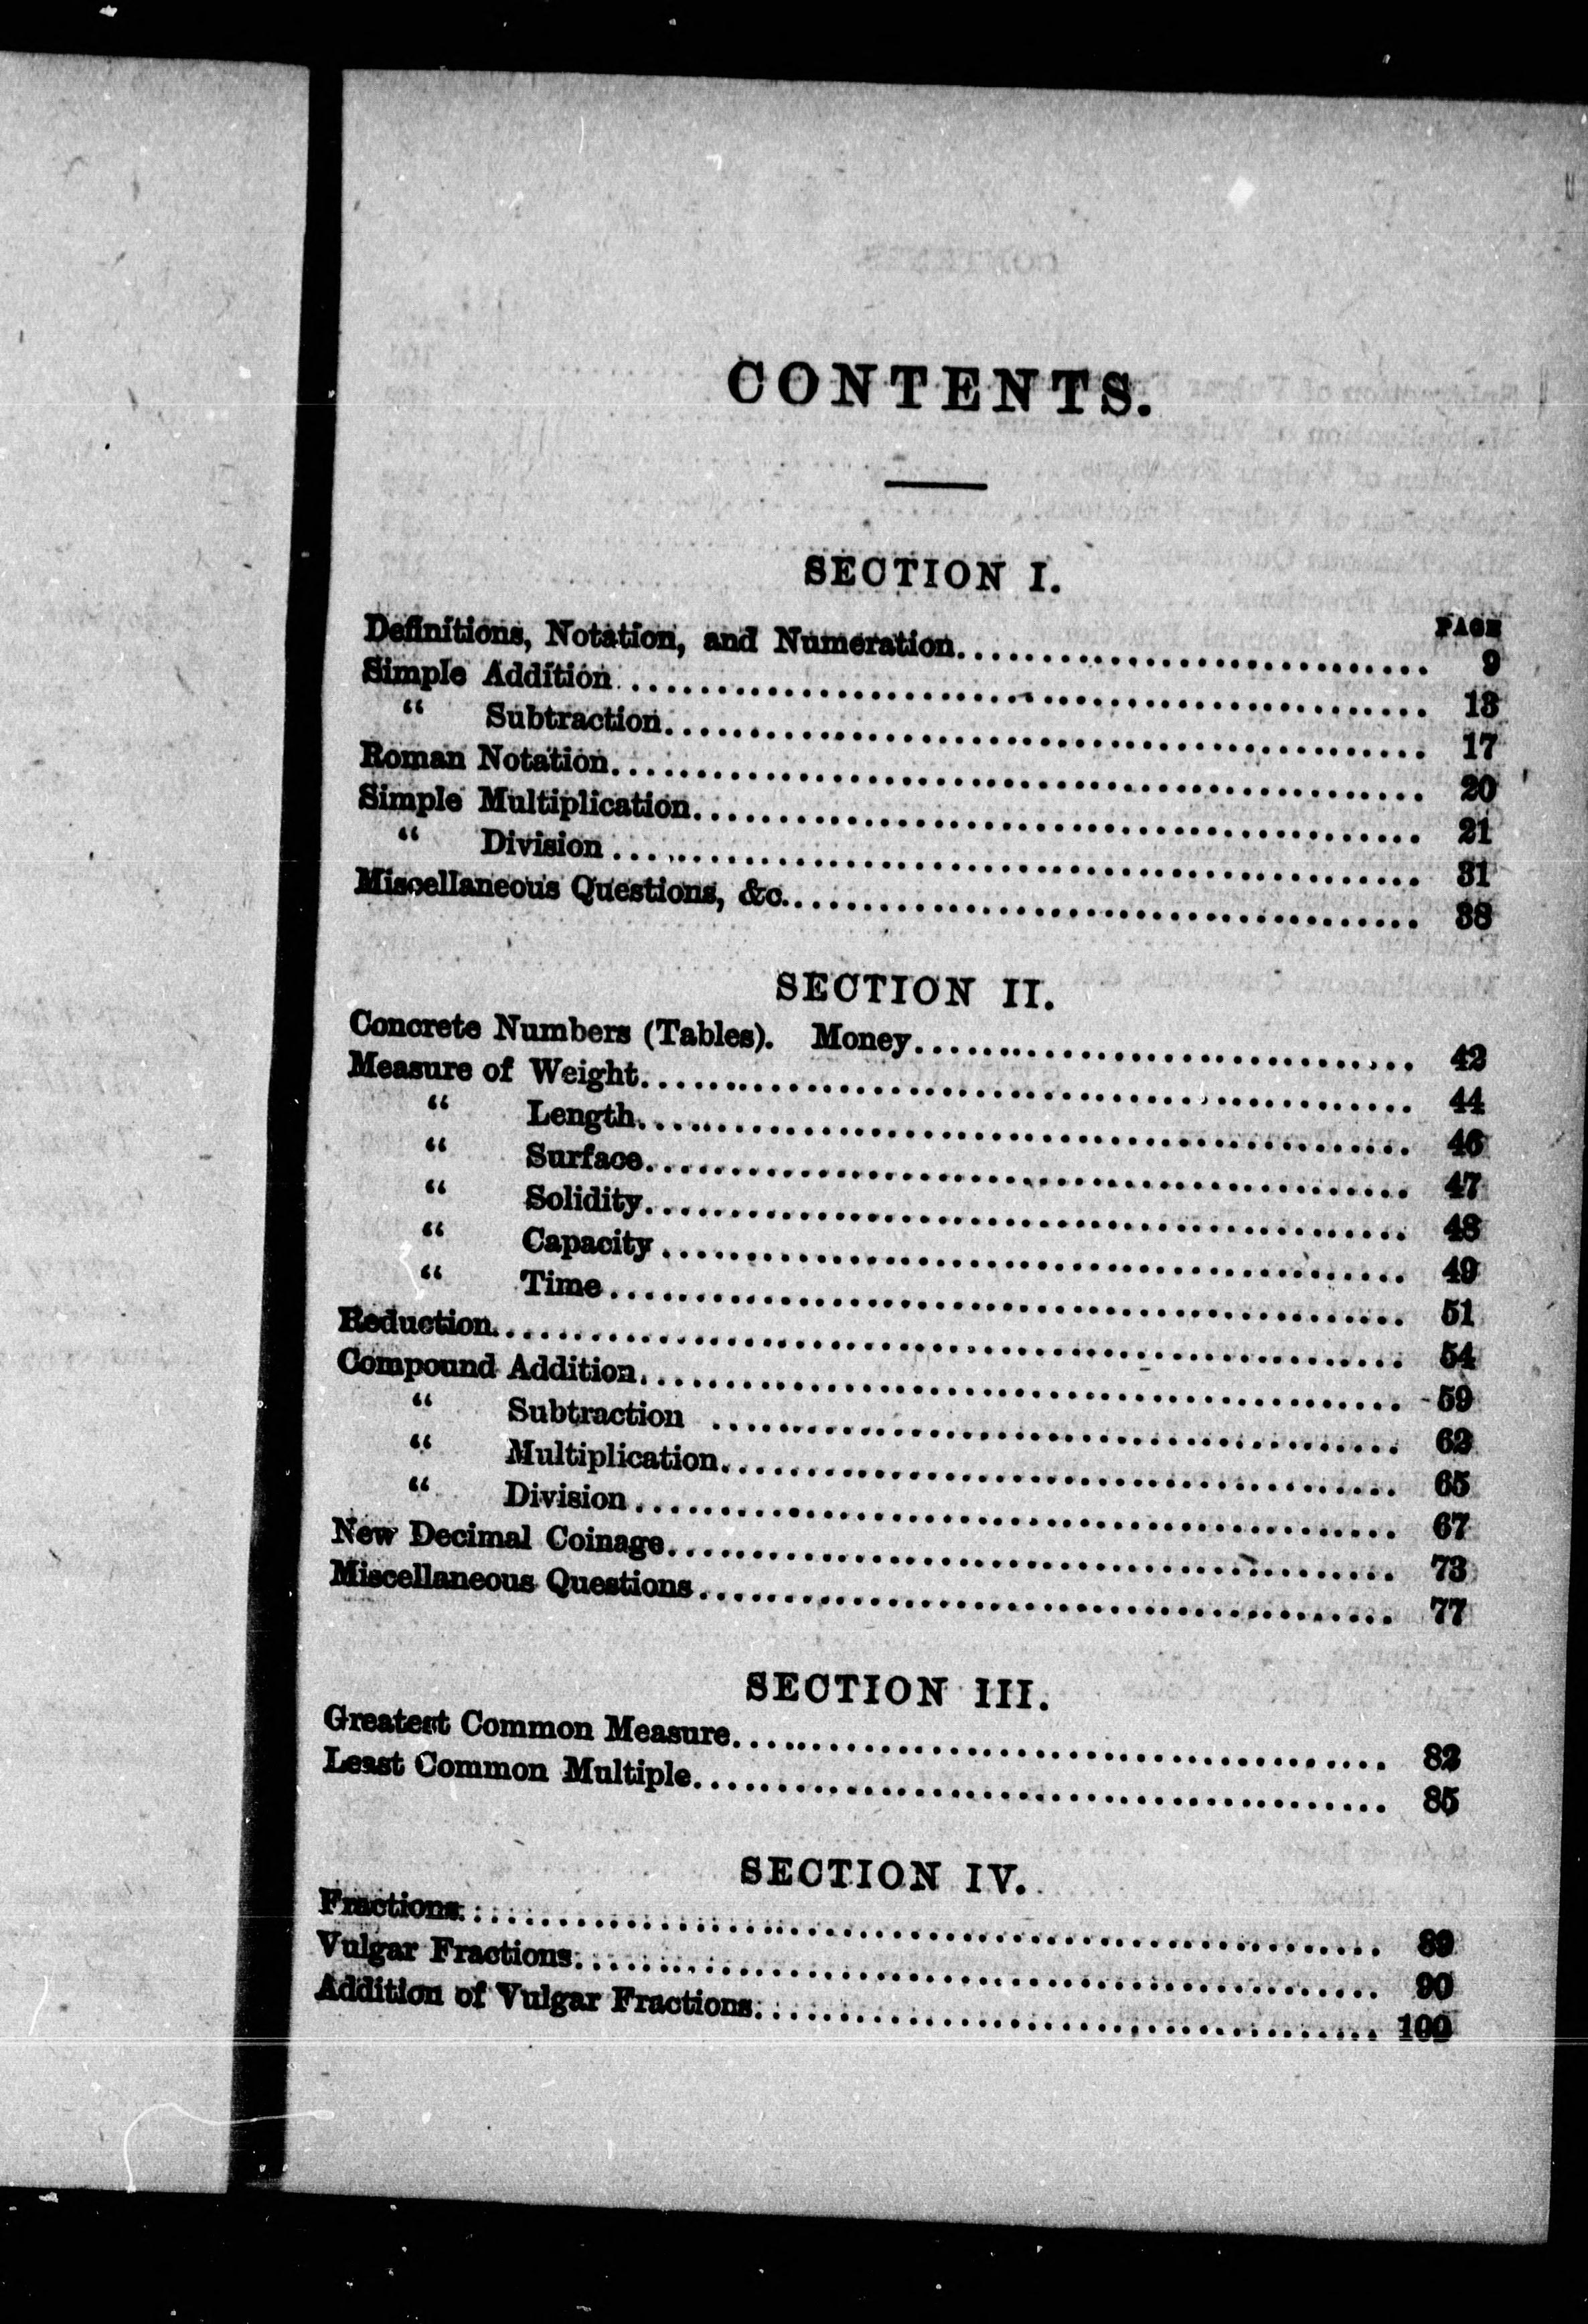 CONTENTS.
SECTION I.
PAGE
Definitions, Notation, and Numeration.............................. 9
Simple Addition.............................................. 13
“ Subtraction............................................ 17
Roman Notation............................................... 20
Simple Multiplication.......................................... 21
“ Division............................................... 31
Miscellaneous Questions, &c..................................... 38
SECTION II.
Concrete Numbers (Tables). Money.............................. 42
Measure of Weight............................................ 44
“ Length............................................. 46
“ Surface............................................. 47
“ Solidity............................................. 48
“ Capacity............................................ 49
“ Time............................................... 51
Reduction..................................................... 54
Compound Addition............................................ 59
“ Subtraction ........................................ 62
“ Multiplication....................................... 65
“ Division............................................ 67
New Decimal Coinage.......................................... 73
Miscellaneous Questions........................................ 77
SECTION III.
Greatest Common Measure...................................... 82
Least Common Multiple........................................ 85
SECTION IV.
Fractions..................................................... 89
Vulgar Fractions............................................... 90
Addition of Vulgar Fractions.................................... 100